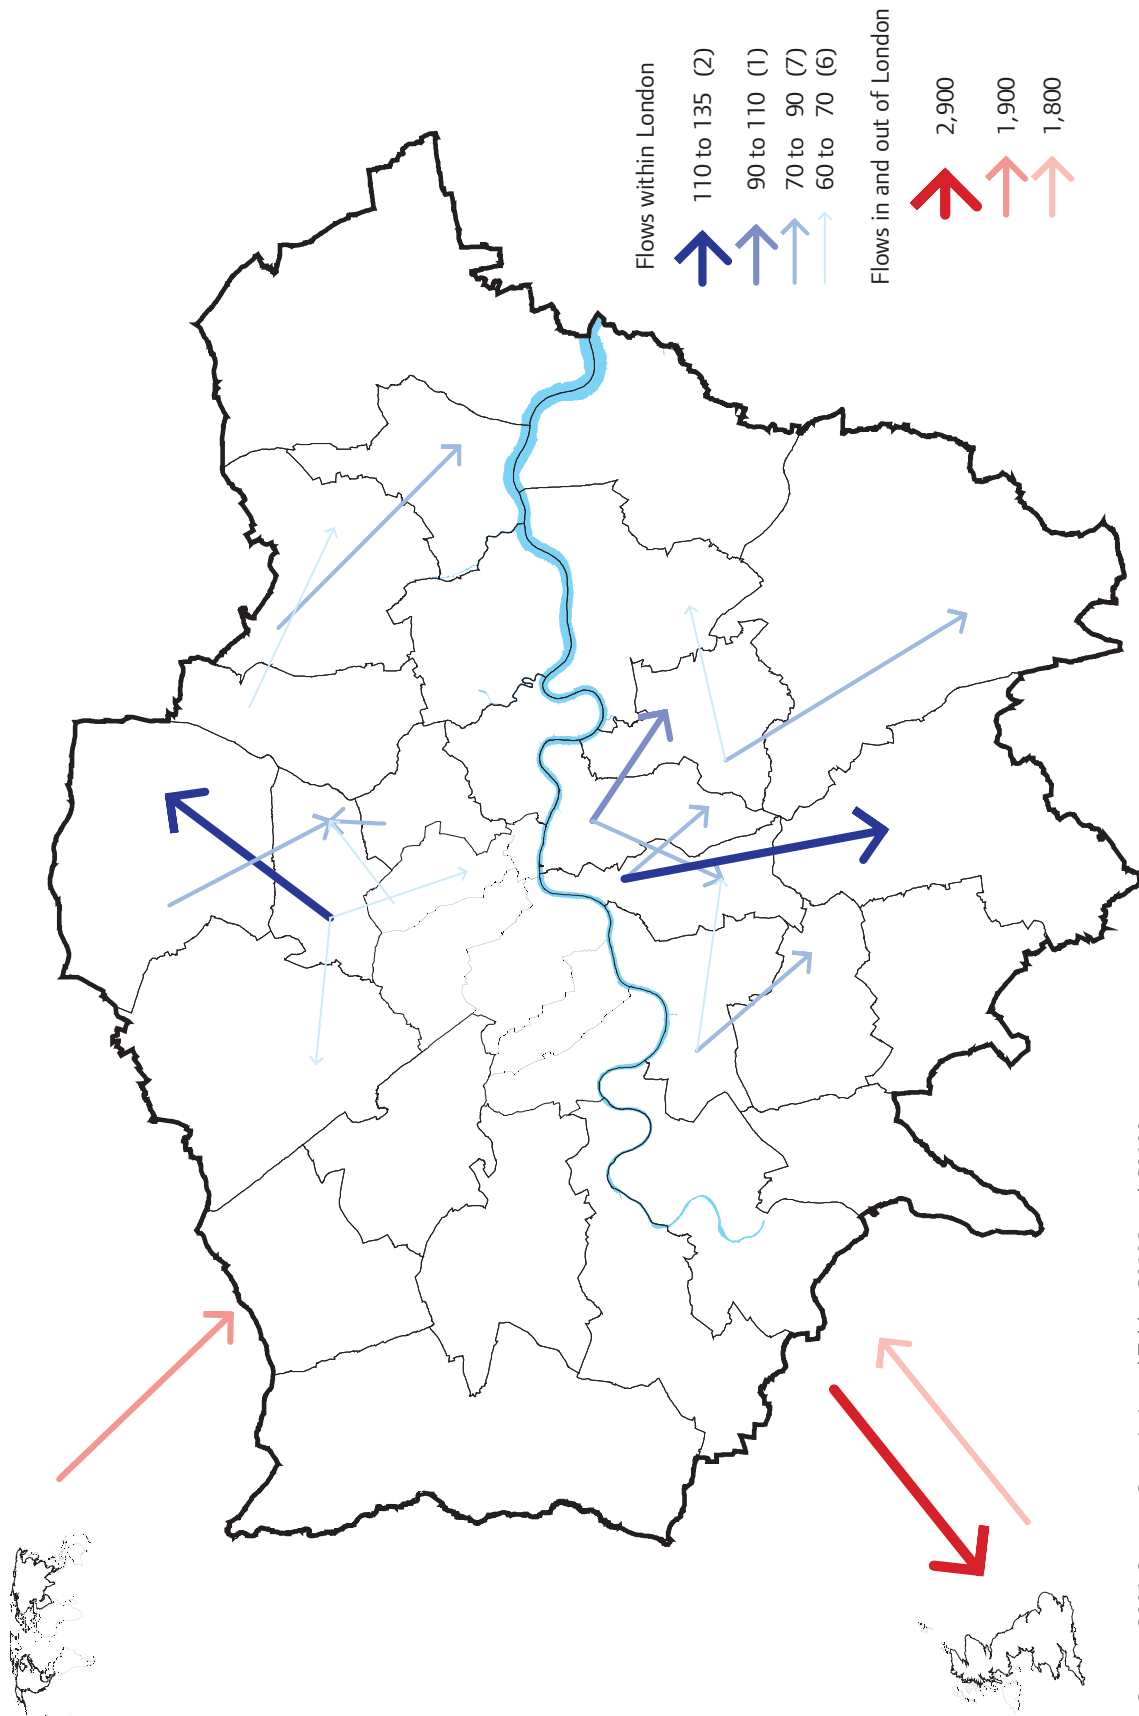 Flows within London
110 to 135 (2)
90 to 110 (1)
70 to 90 (7)
60 to 70 (6)
Flows in and out of London
2,900
1,900
1,800